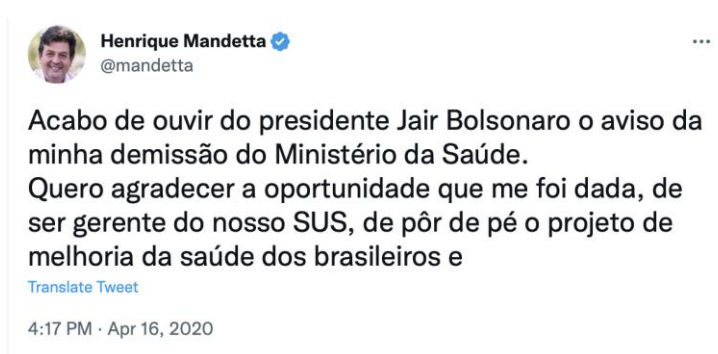 Henrique Mandetta
@mandetta
Acabo de ouvir do presidente Jair Bolsonaro o aviso da
minha demissão do Ministério da Saúde.
Quero agradecer a oportunidade que me foi dada, de
ser gerente do nosso SUS, de pôr de pé o projeto de
melhoria da saúde dos brasileiros e
Translate Tweet
4:17 PM · Apr 16, 2020